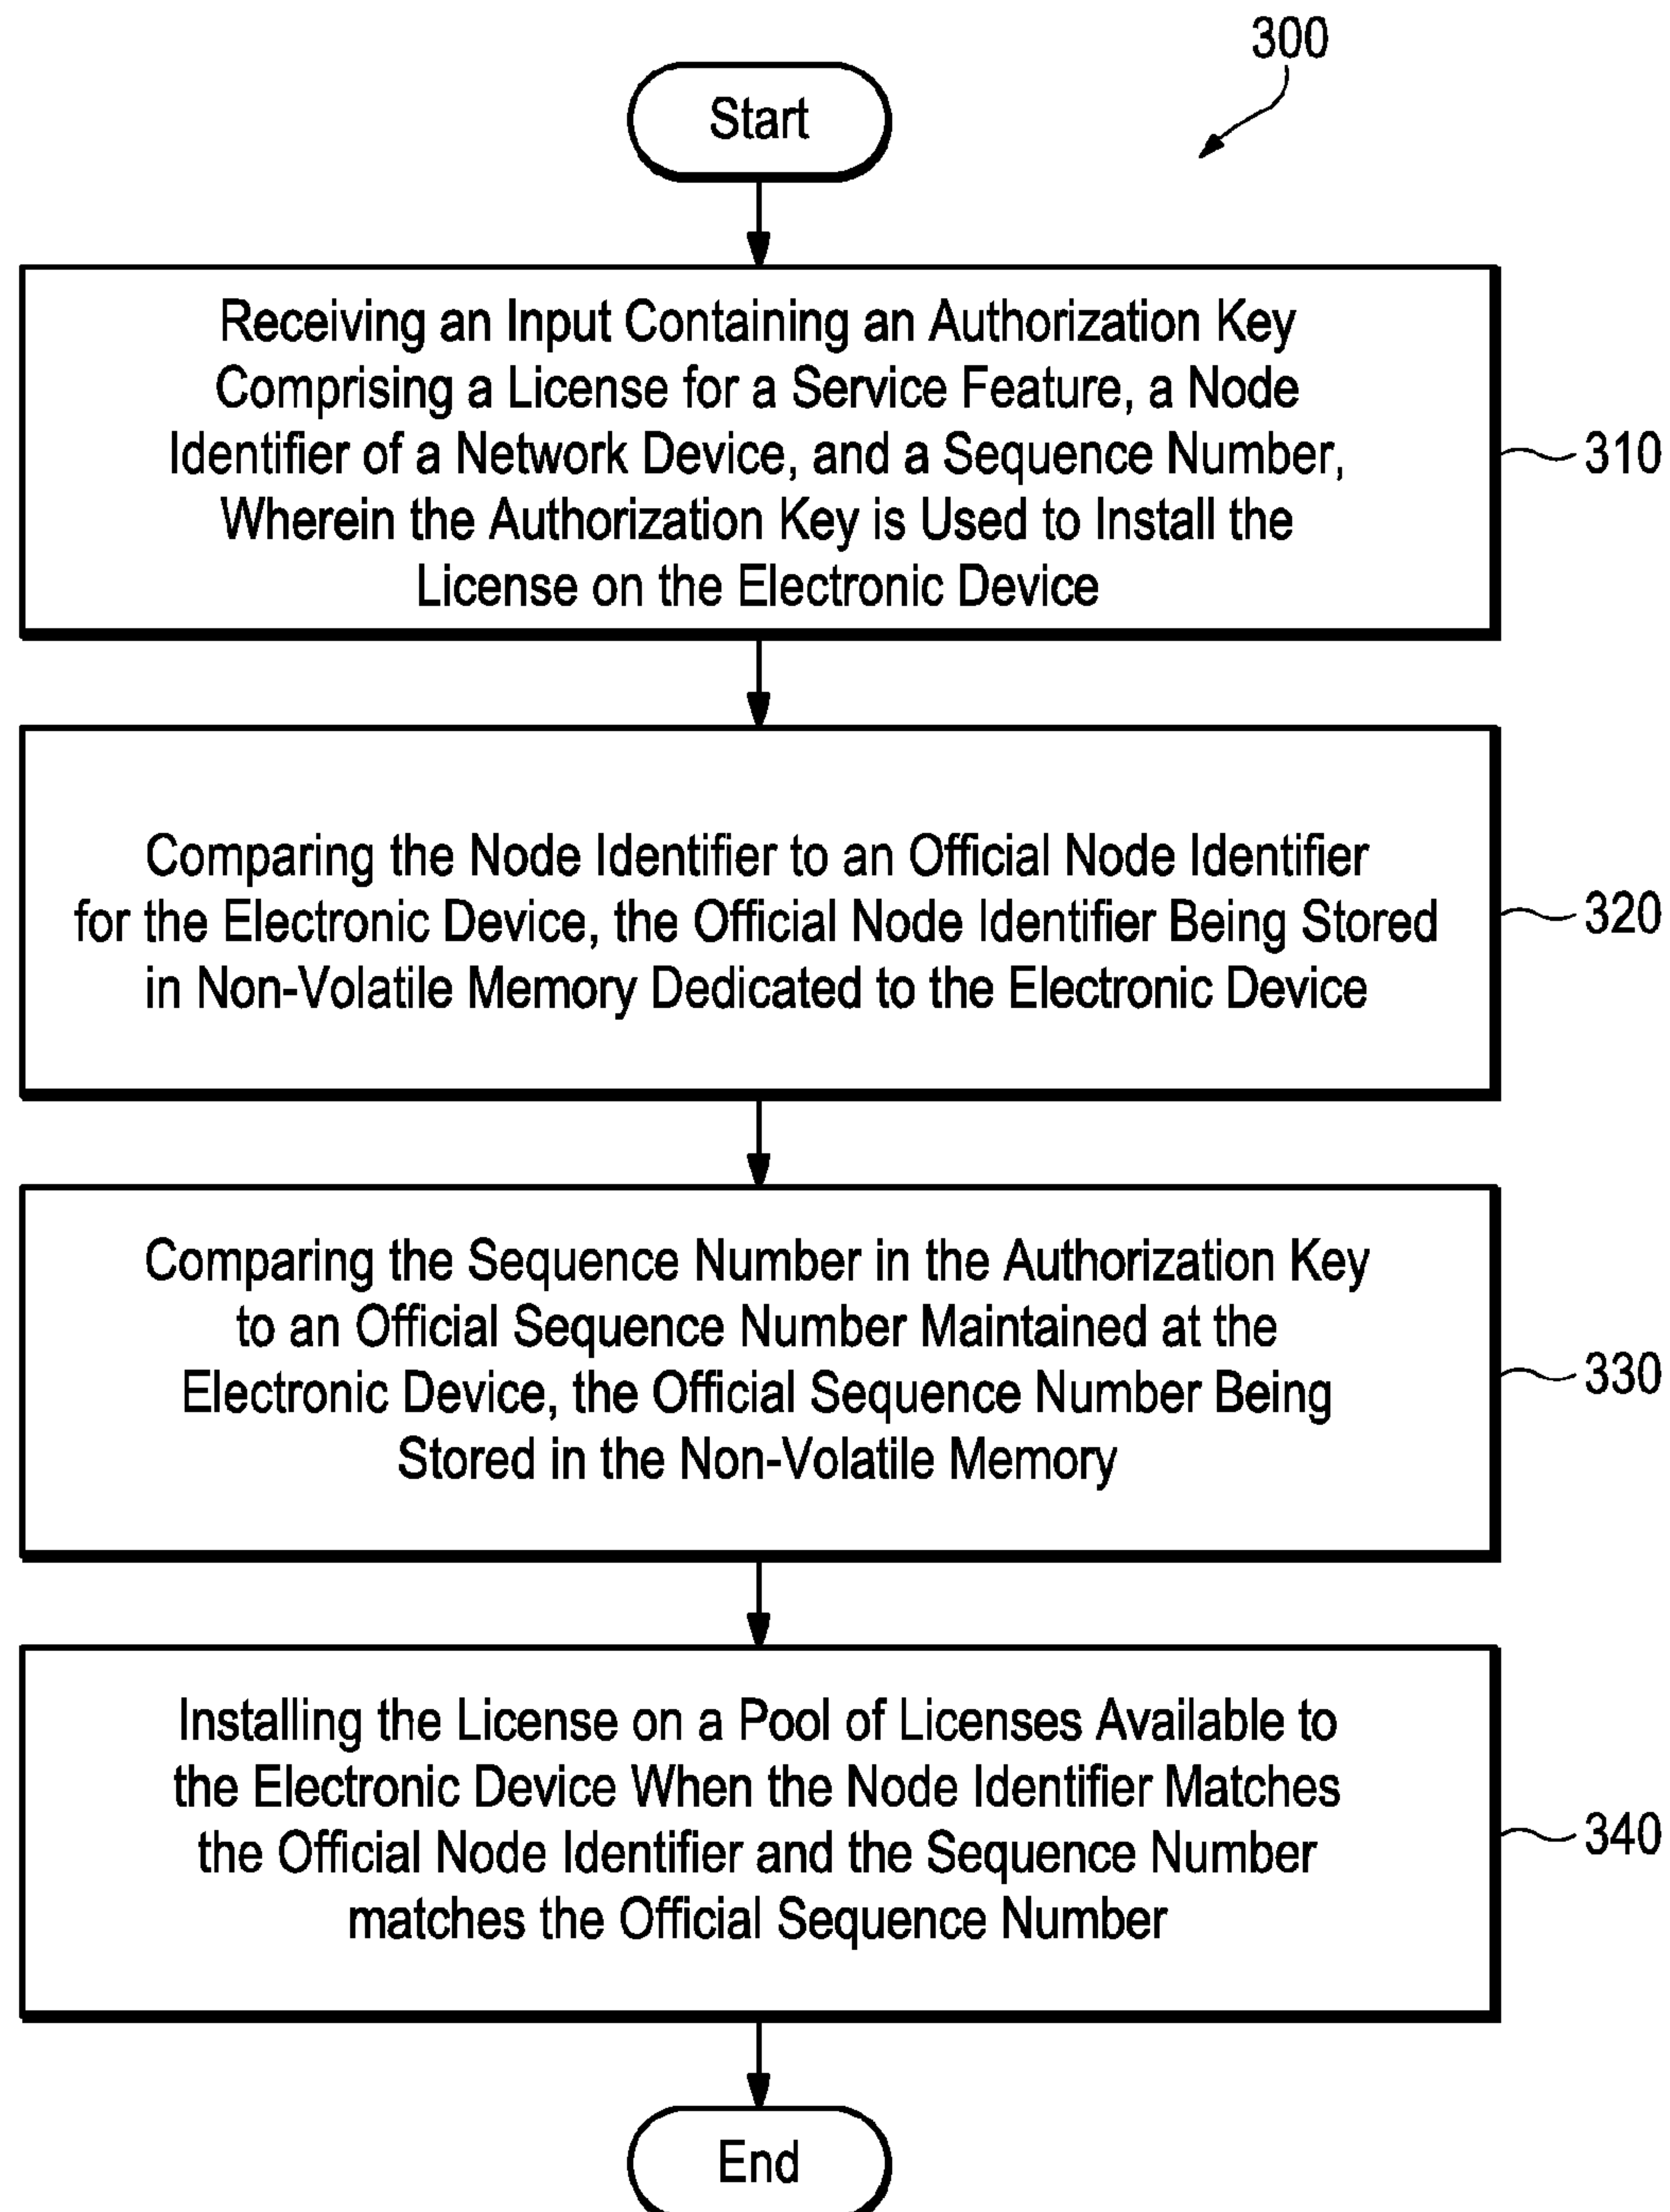 300
Start
Receiving an Input Containing an Authorization Key
Comprising a License for a Service Feature, a Node
Identifier of a Network Device, and a Sequence Number,
Wherein the Authorization Key is Used to Install the
License on the Electronic Device
310
Comparing the Node Identifier to an Official Node Identifier
for the Electronic Device, the Official Node Identifier Being Stored
in Non-Volatile Memory Dedicated to the Electronic Device
320
Comparing the Sequence Number in the Authorization Key
to an Official Sequence Number Maintained at the
Electronic Device, the Official Sequence Number Being
Stored in the Non-Volatile Memory
330
Installing the License on a Pool of Licenses Available to
the Electronic Device When the Node Identifier Matches
the Official Node Identifier and the Sequence Number
matches the Official Sequence Number
340
End